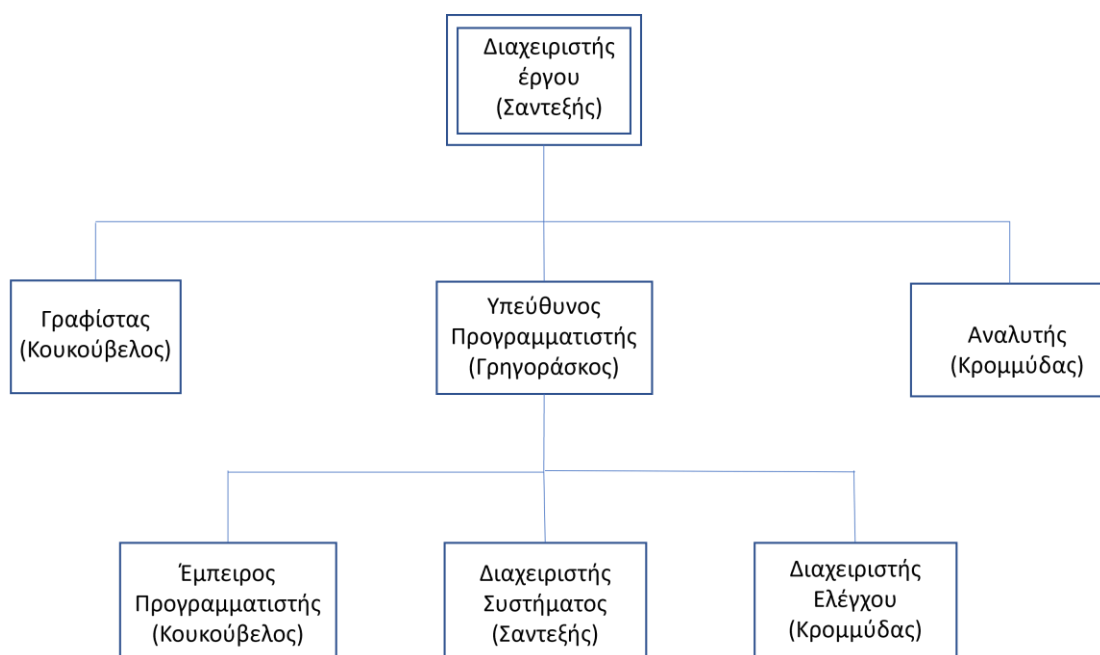 Διαχειριστής
έργου
(Σαντεξής)
Γραφίστας
(Κουκούβελος)
Υπεύθυνος
Προγραμματιστής
(Γρηγοράσκος)
Αναλυτής
(Κρομμύδας)
Έμπειρος
Προγραμματιστής
(Κουκούβελος)
Διαχειριστής
Συστήματος
(Σαντεξής)
Διαχειριστής
Ελέγχου
(Κρομμύδας)